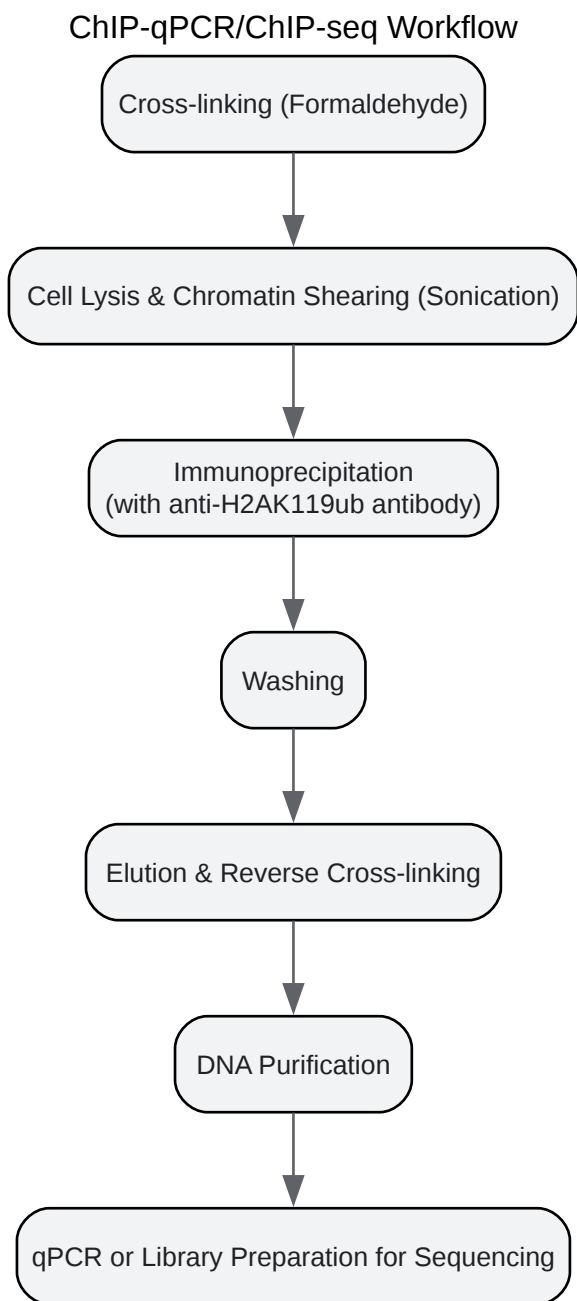 ChIP-qPCR/ChIP-seq Workflow
Cross-linking (Formaldehyde)
Cell Lysis & Chromatin Shearing (Sonication)
Immunoprecipitation
(with anti-H2AK119ub antibody)
Washing
Elution & Reverse Cross-linking
DNA Purification
qPCR or Library Preparation for Sequencing